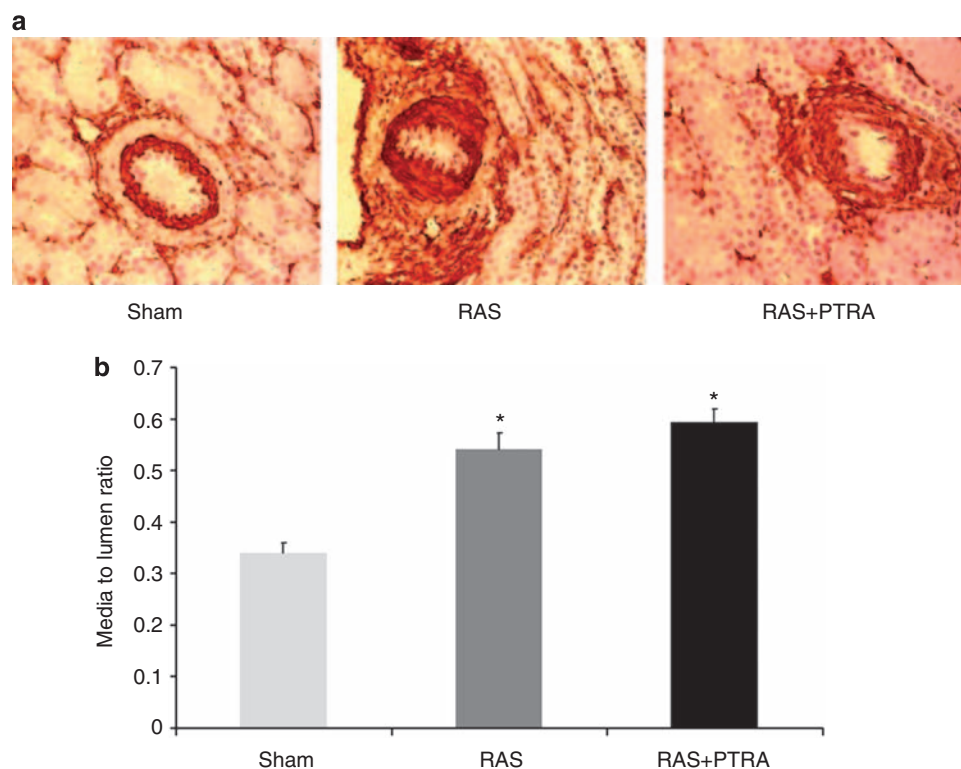 a
Sham RAS RAS+PTRA
b
Media to lumen ratio
0.7
0.6
0.5
0.4
0.3
0.2
0.1
0
*
*
Sham RAS RAS+PTRA